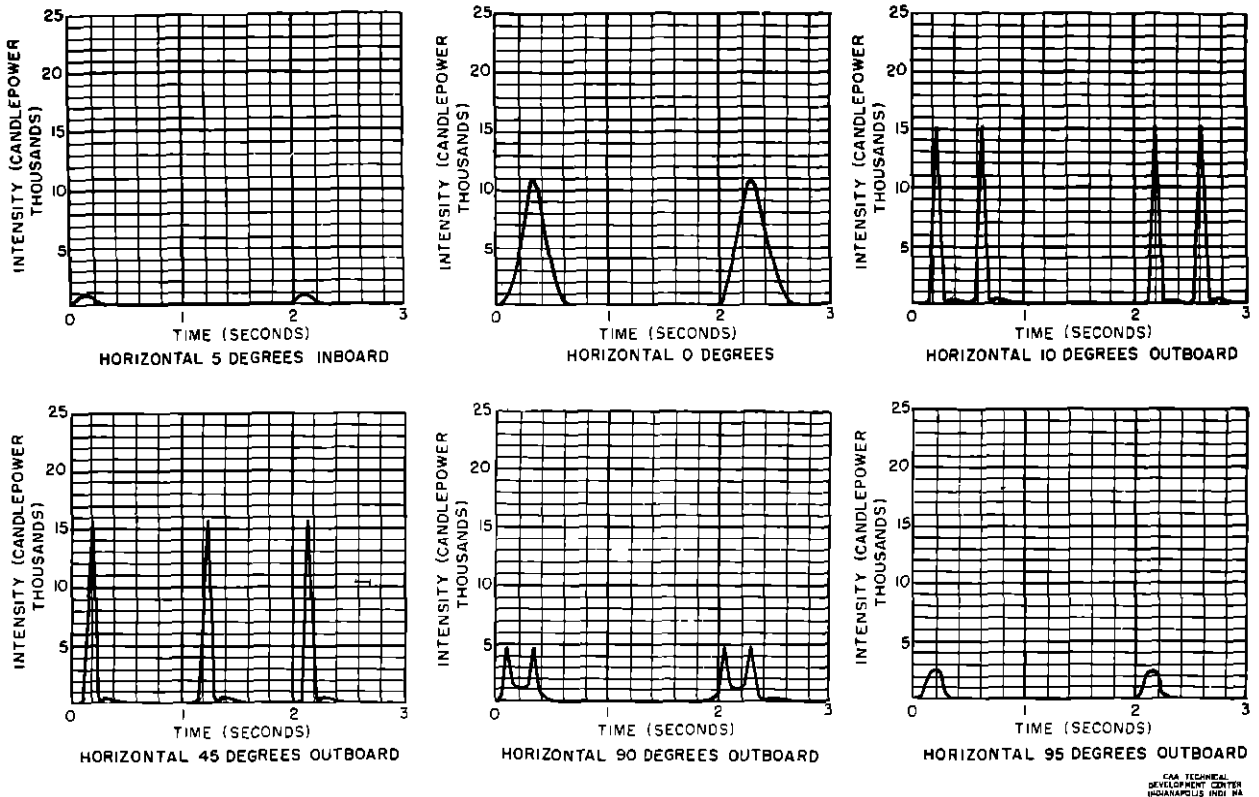 INTENSITY (CANDLEPOWER
THOUSANDS)
25
20
15
10
5
0 1 2 3
TIME (SECONDS)
HORIZONTAL 5 DEGREES INBOARD
INTENSITY (CANDLEPOWER
THOUSANDS)
25
20
15
10
5
0 1 2 3
TIME (SECONDS)
HORIZONTAL 0 DEGREES
INTENSITY (CANDLEPOWER
THOUSANDS)
25
20
15
10
5
0 1 2 3
TIME (SECONDS)
HORIZONTAL 10 DEGREES OUTBOARD
INTENSITY (CANDLEPOWER
THOUSANDS)
25
20
15
10
5
0 1 2 3
TIME (SECONDS)
HORIZONTAL 45 DEGREES OUTBOARD
INTENSITY (CANDLEPOWER
THOUSANDS)
25
20
15
10
5
0 1 2 3
TIME (SECONDS)
HORIZONTAL 90 DEGREES OUTBOARD
INTENSITY (CANDLEPOWER
THOUSANDS)
25
20
15
10
5
0 1 2 3
TIME (SECONDS)
HORIZONTAL 95 DEGREES OUTBOARD
CAA TECHNICAL
DEVELOPMENT CENTER
INDIANAPOLIS INDI NA